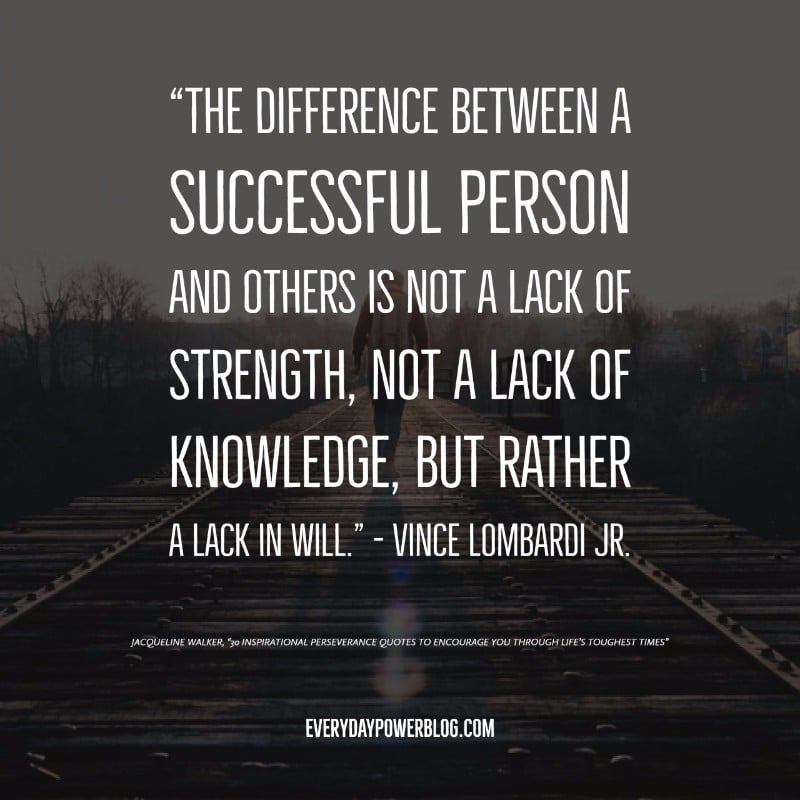 “THE DIFFERENCE BETWEEN A
SUCCESSFUL PERSON
AND OTHERS IS NOT A LACK OF
STRENGTH, NOT A LACK OF
KNOWLEDGE, BUT RATHER
A LACK IN WILL.” - VINCE LOMBARDI JR.
JACQUELINE WALKER, “30 INSPIRATIONAL PERSEVERANCE QUOTES TO ENCOURAGE YOU THROUGH LIFE’S TOUGHEST TIMES”
EVERYDAYPOWERBLOG.COM